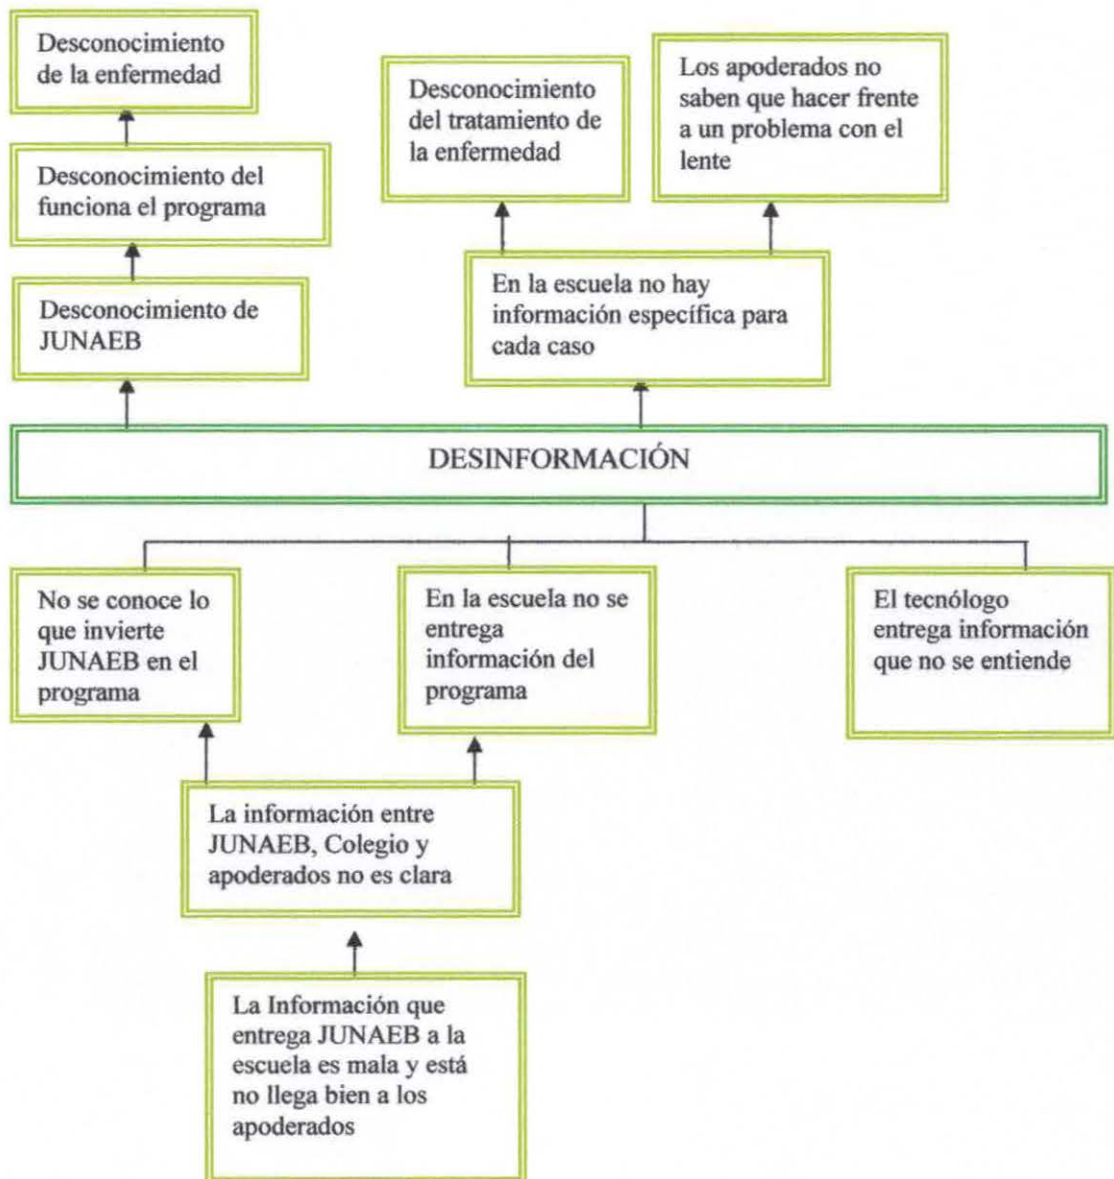 Desconocimiento
de la enfermedad
Desconocimiento
del tratamiento de
la enfermedad
Los apoderados no
saben que hacer frente
a un problema con el
lente
Desconocimiento del
funciona el programa
Desconocimiento de
JUNAEB
En la escuela no hay
información específica para
cada caso
DESINFORMACIÓN
No se conoce lo
que invierte
JUNAEB en el
programa
En la escuela no se
entrega
información del
programa
El tecnólogo
entrega información
que no se entiende
La información entre
JUNAEB, Colegio y
apoderados no es clara
La Información que
entrega JUNAEB a la
escuela es mala y está
no llega bien a los
apoderados